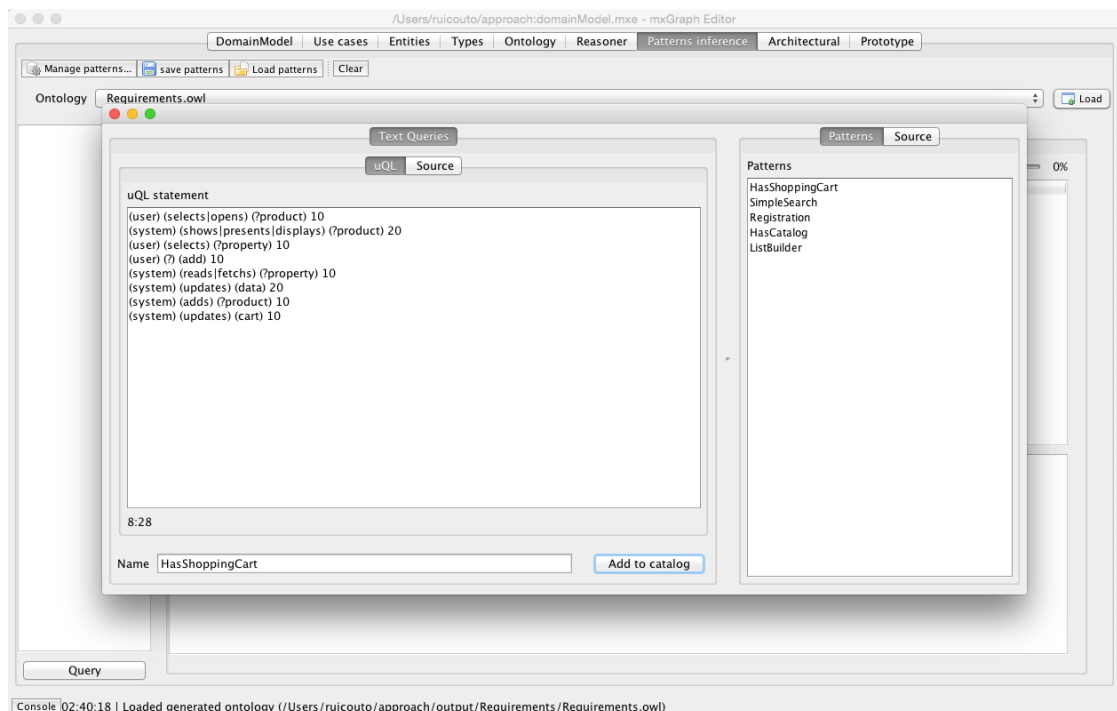 /Users/ruicouto/approach:domainModel.mxe - mxGraph Editor
DomainModel Use cases Entities Types Ontology Reasoner Patterns inference Architectural Prototype
Manage patterns... save patterns Load patterns Clear
Ontology Requirements.owl Load
Text Queries
Patterns Source
uQL Source
Patterns
0%
uQL statement
(user) (selects|opens) (?product) 10
(system) (shows|presents|displays) (?product) 20
(user) (selects) (?property) 10
(user) (?) (add) 10
(system) (reads|fetchs) (?property) 10
(system) (updates) (data) 20
(system) (adds) (?product) 10
(system) (updates) (cart) 10
HasShoppingCart
SimpleSearch
Registration
HasCatalog
ListBuilder
8:28
Name HasShoppingCart Add to catalog
Query
Console 02:40:18 | Loaded generated ontology (/Users/ruicouto/approach/output/Requirements/Requirements.owl)